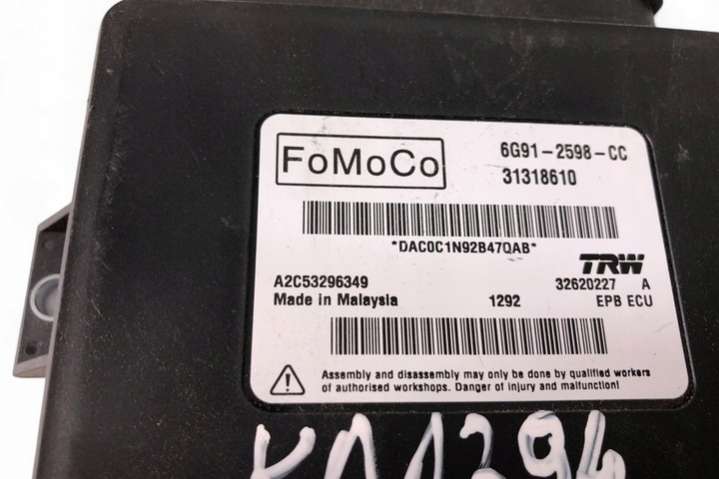 FoMoCo
6G91-2598-CC
31318610
*DAC0C1N92B47QAB*
TRW
A2C53296349
32620227 A
Made in Malaysia
1292
EPB ECU
Assembly and disassembly may only be done by qualified workers
of authorised workshops. Danger of injury and malfunction!